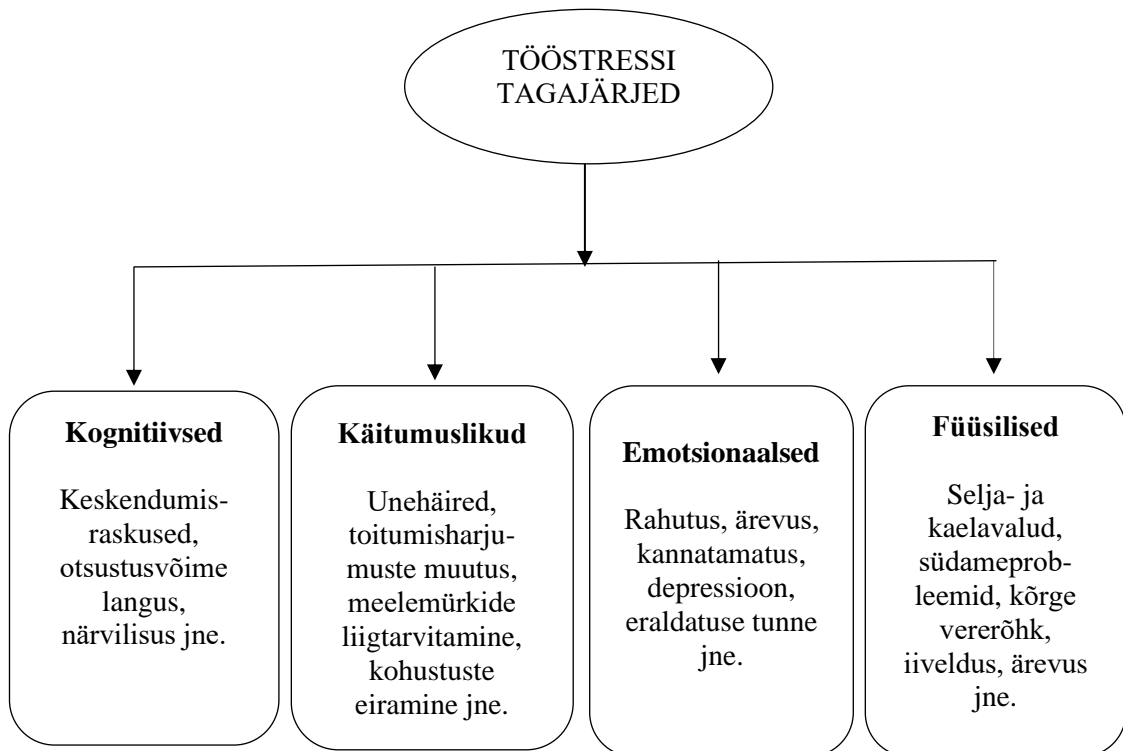 TÖÖSTRESSI
TAGAJÄRJED
Kognitiivsed
Keskendumis-
raskused,
otsustusvõime
langus,
närvilisus jne.
Käitumuslikud
Unehäired,
toitumisharju-
muste muutus,
meelemürkide
liigtarvitamine,
kohustuste
eiramine jne.
Emotsionaalsed
Rahutus, ärevus,
kannatamatus,
depressioon,
eraldatuse tunne
jne.
Füüsilised
Selja- ja
kaelavalud,
südameprob-
leemid, kõrge
vererõhk,
iiveldus, ärevus
jne.